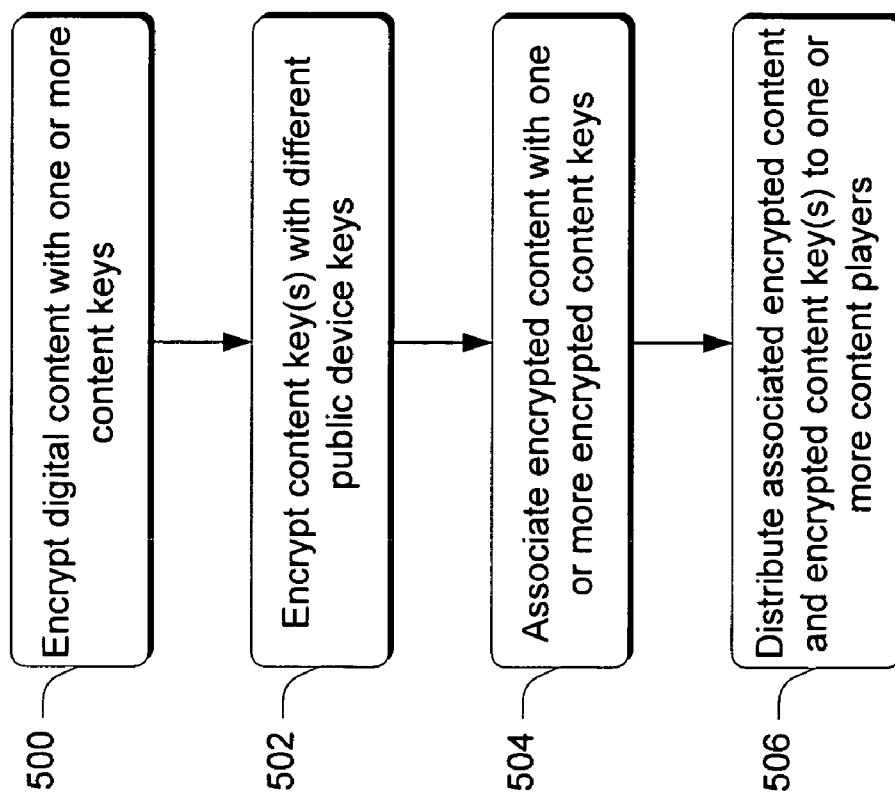 500
Encrypt digital content with one or more
content keys
502
Encrypt content key(s) with different
public device keys
504
Associate encrypted content with one
or more encrypted content keys
506
Distribute associated encrypted content
and encrypted content key(s) to one or
more content players